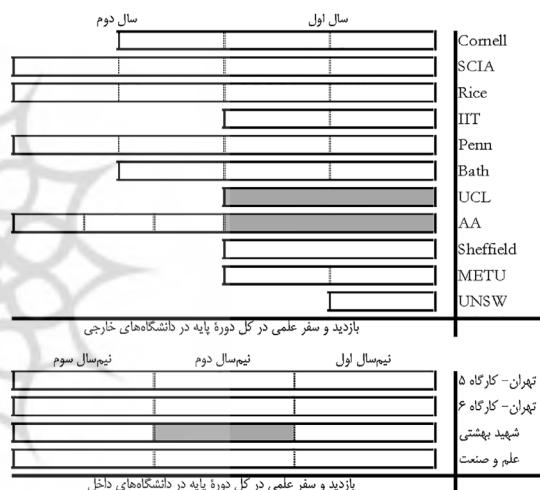 سال اول سال دوم
Cornell
SCIA
Rice
IIT
Penn
Bath
UCL
AA
Sheffield
METU
UNSW
بازدید و سفر علمی در کل دورهٔ پایه در دانشگاه‌های خارجی
نیم‌سال اول نیم‌سال دوم نیم‌سال سوم
تهران- کارگاه ۵
تهران- کارگاه ۶
شهید بهشتی
علم و صنعت
بازدید و سفر علمی در کل دورهٔ پایه در دانشگاه‌های داخل